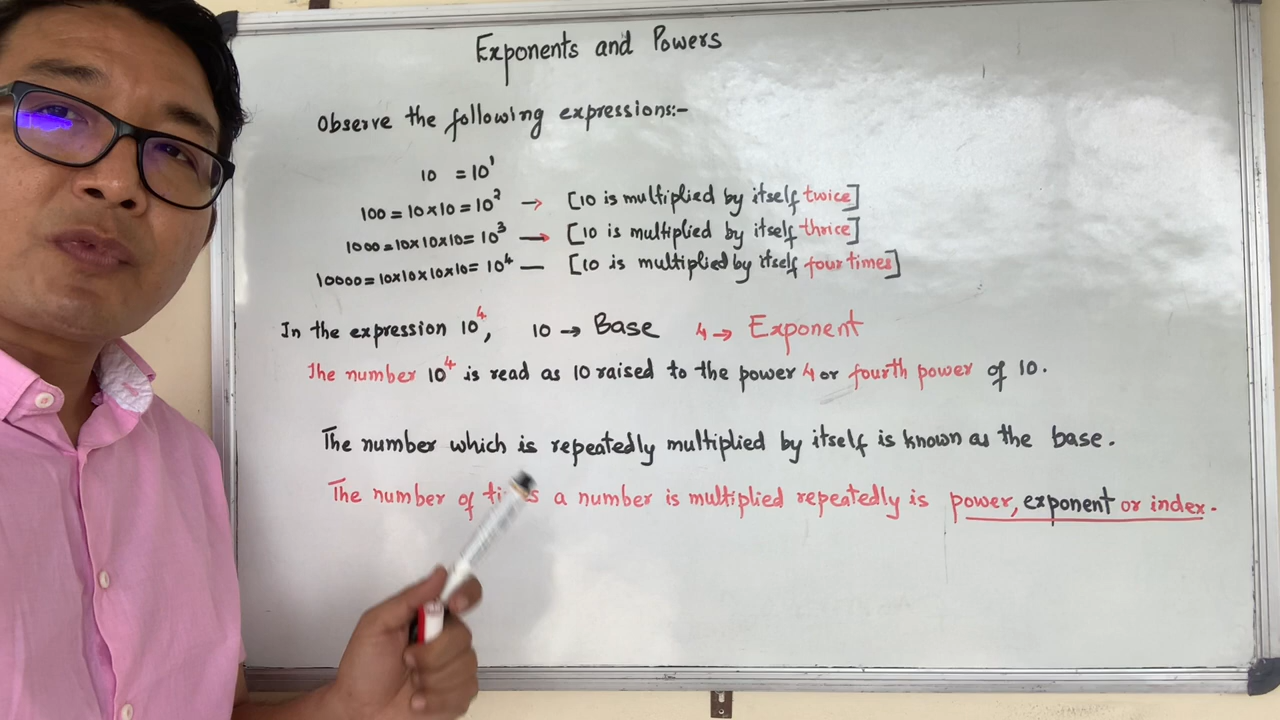 Exponents and Powers
Observe the following expressions:-
10 = 10¹
100 = 10×10 = 10² → [10 is multiplied by itself twice]
1000 = 10×10×10 = 10³ → [10 is multiplied by itself thrice]
10000 = 10×10×10×10 = 10⁴ — [10 is multiplied by itself four times]
In the expression 10⁴, 10 → Base 4 → Exponent
The number 10⁴ is read as 10 raised to the power 4 or fourth power of 10.
The number which is repeatedly multiplied by itself is known as the base.
The number of a number is multiplied repeatedly is power, exponent or index.